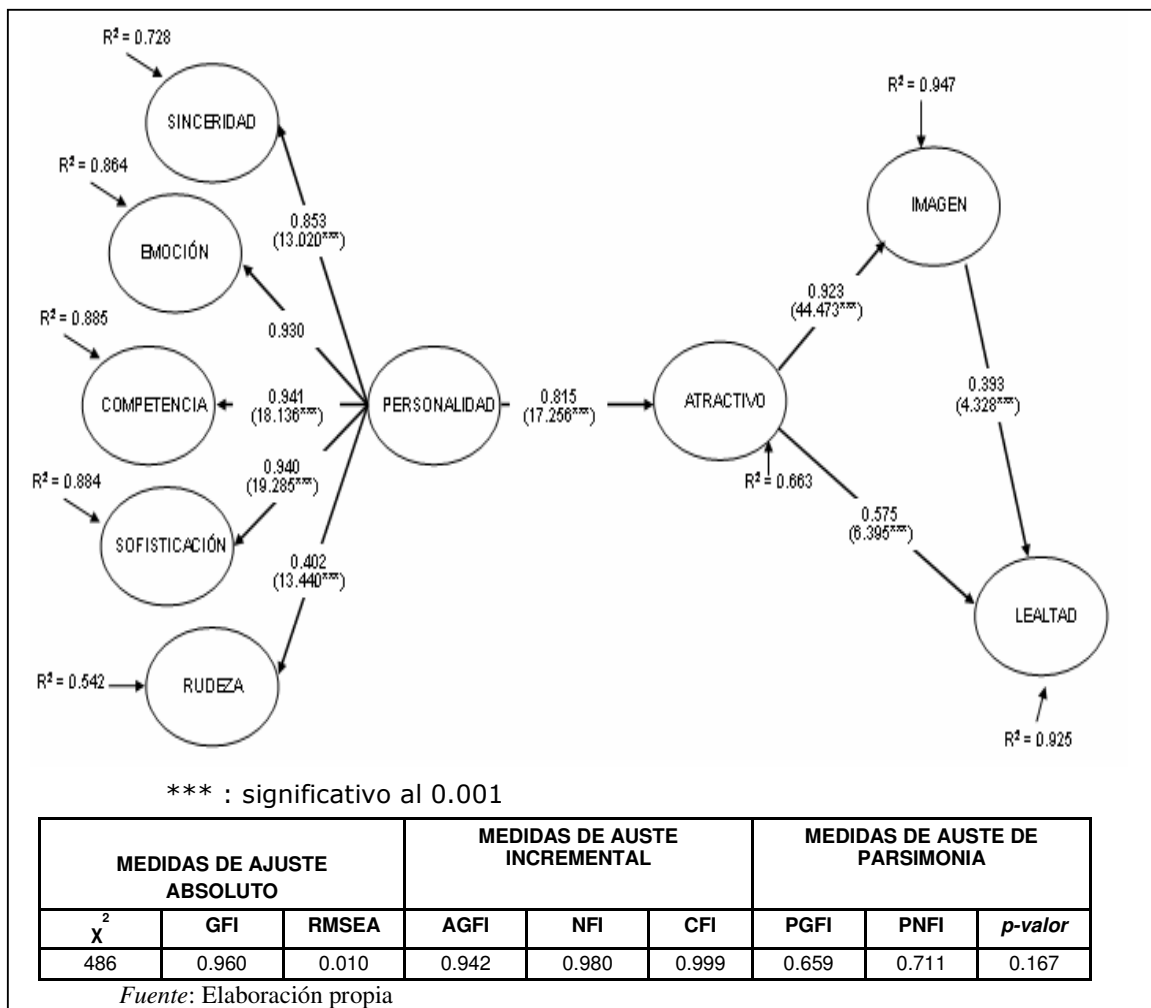 R² = 0.728
SINCERIDAD
R² = 0.947
R² = 0.864
IMAGEN
EMOCIÓN
0.853
(13.020***)
R² = 0.885
0.930
0.923
(44.473***)
COMPETENCIA
0.941
(18.136***)
PERSONALIDAD
0.815
(17.256***)
ATRACTIVO
0.393
(4.328***)
R² = 0.884
0.940
(19.285***)
R² = 0.663
SOFISTICACIÓN
0.575
(6.395***)
0.402
(13.440***)
LEALTAD
R² = 0.542
RUDEZA
R² = 0.925
*** : significativo al 0.001
MEDIDAS DE AJUSTE
ABSOLUTO
MEDIDAS DE AUSTE
INCREMENTAL
MEDIDAS DE AUSTE DE
PARSIMONIA
X² GFI RMSEA AGFI NFI CFI PGFI PNFI p-valor
486 0.960 0.010 0.942 0.980 0.999 0.659 0.711 0.167
Fuente: Elaboración propia